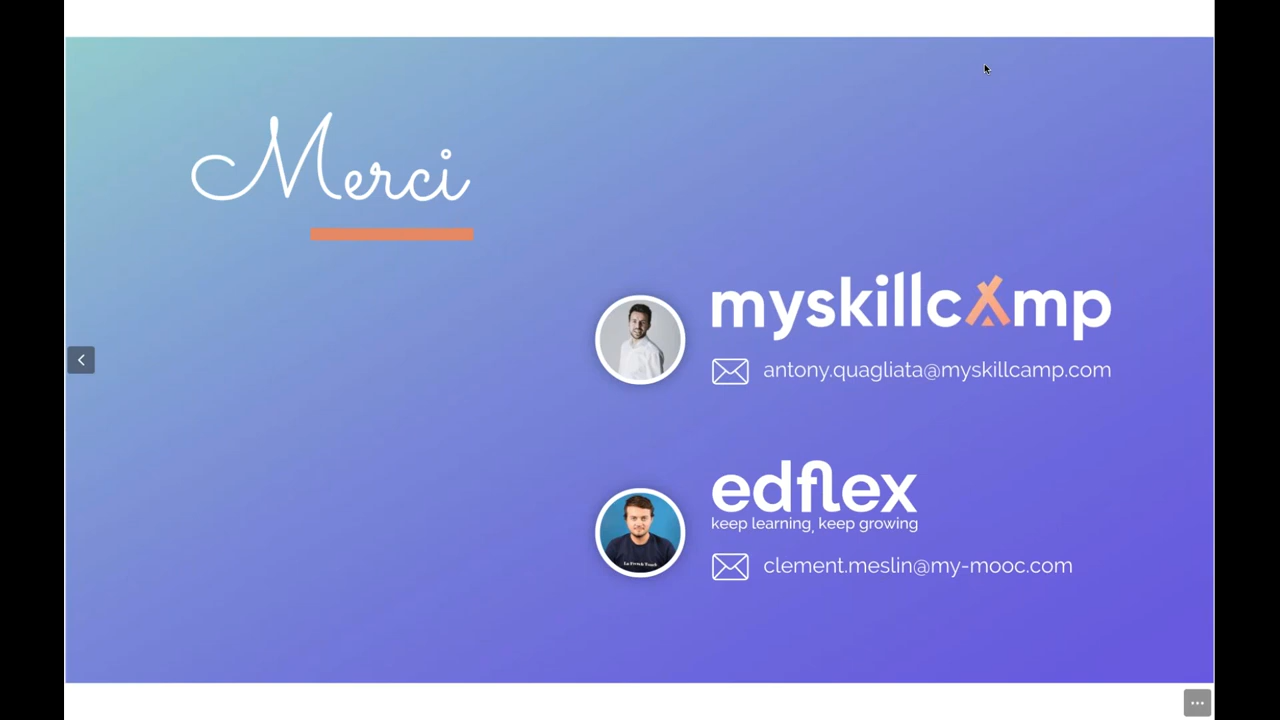 Merci
myskillcamp
antony.quagliata@myskillcamp.com
edflex
keep learning, keep growing
clement.meslin@my-mooc.com